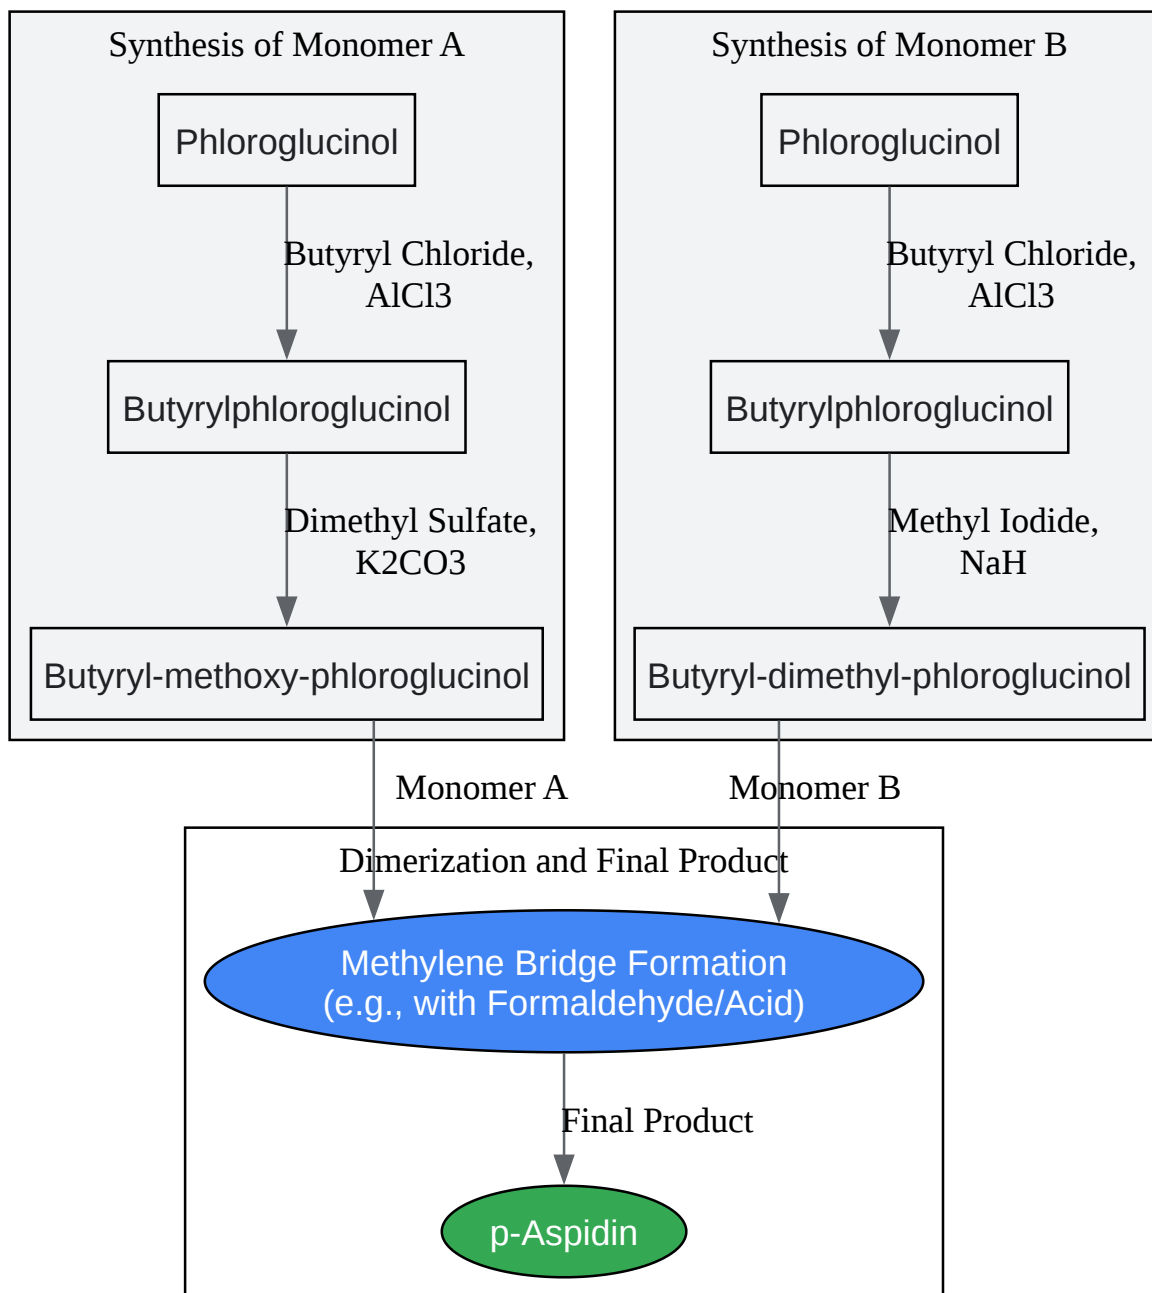 Synthesis of Monomer A
Phloroglucinol
Butyryl Chloride,
AlCl3
Butyrylphloroglucinol
Dimethyl Sulfate,
K2CO3
Butyryl-methoxy-phloroglucinol
Synthesis of Monomer B
Phloroglucinol
Butyryl Chloride,
AlCl3
Butyrylphloroglucinol
Methyl Iodide,
NaH
Butyryl-dimethyl-phloroglucinol
Monomer A
Monomer B
Dimerization and Final Product
Methylene Bridge Formation
(e.g., with Formaldehyde/Acid)
Final Product
p-Aspidin